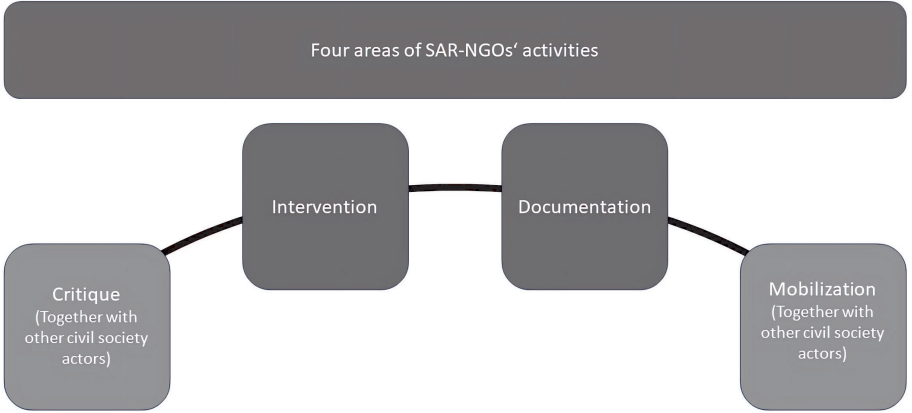 Four areas of SAR-NGOs‘ activities
Intervention
Documentation
Critique
(Together with
other civil society
actors)
Mobilization
(Together with
other civil society
actors)